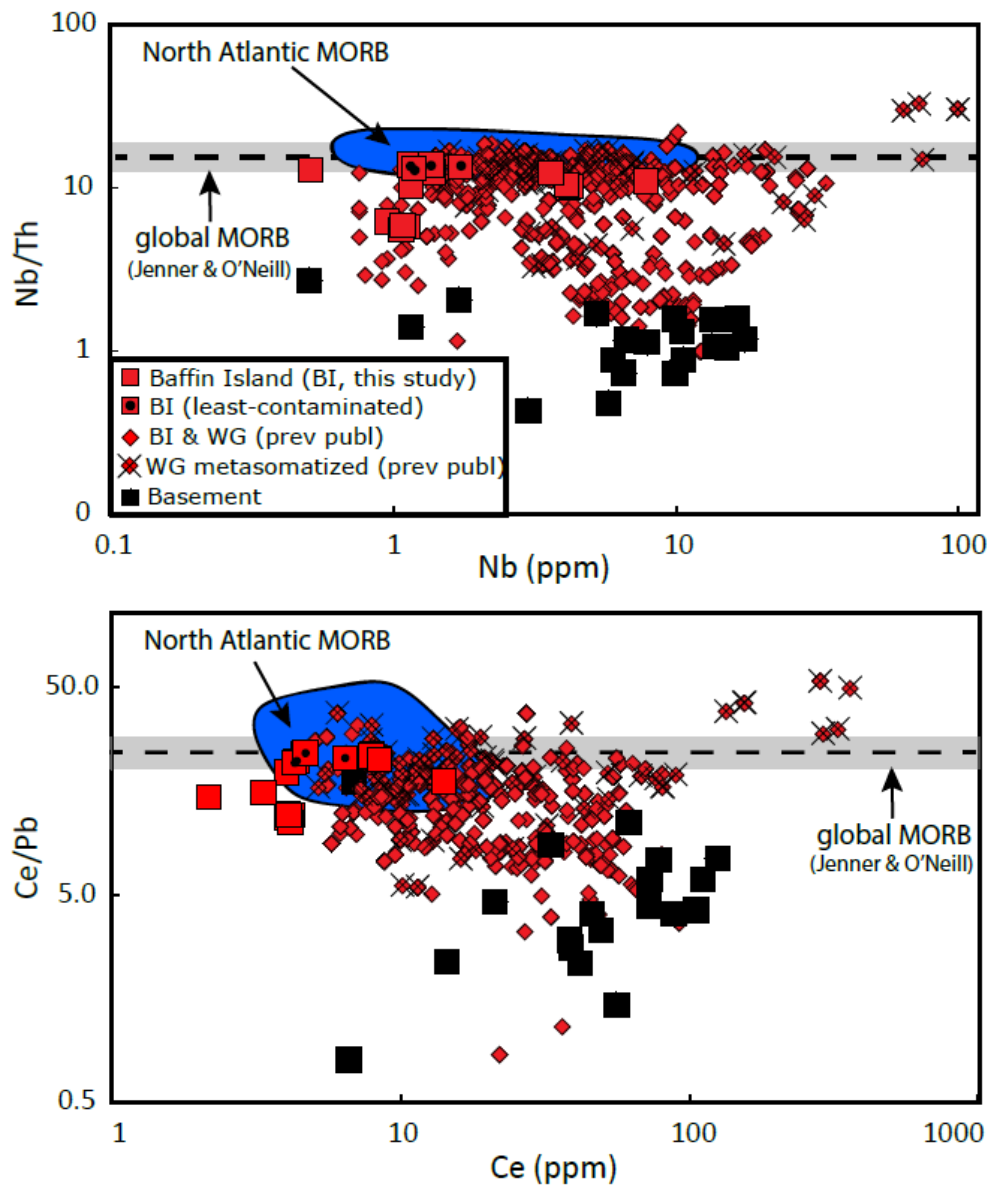 100
North Atlantic MORB
10
global MORB
(Jenner & O'Neill)
Nb/Th
1
Baffin Island (BI, this study)
BI (least-contaminated)
BI & WG (prev publ)
WG metasomatized (prev publ)
Basement
0
0.1
1
10
100
Nb (ppm)
North Atlantic MORB
50.0
global MORB
(Jenner & O'Neill)
Ce/Pb
5.0
0.5
1
10
100
1000
Ce (ppm)